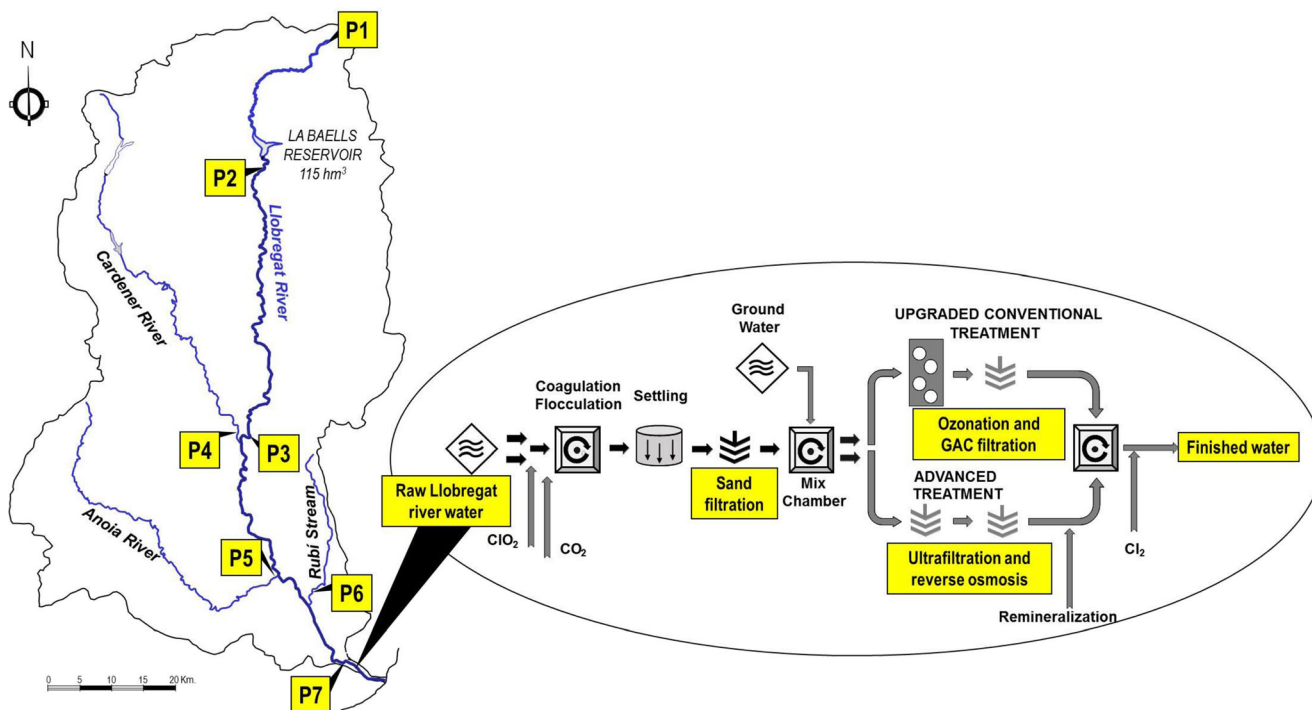 P1
N
LA BAELLS
RESERVOIR
115 hm³
P2
Llobregat River
Cardener River
P4
P3
Anoia River
Rubí Stream
P5
P6
P7
0 5 10 15 20 Km.
Ground
Water
UPGRADED CONVENTIONAL
TREATMENT
Coagulation
Flocculation
Settling
Ozonation and
GAC filtration
Finished water
Raw Llobregat
river water
Sand
filtration
Mix
Chamber
ADVANCED
TREATMENT
ClO₂
CO₂
Cl₂
Ultrafiltration and
reverse osmosis
Remineralization